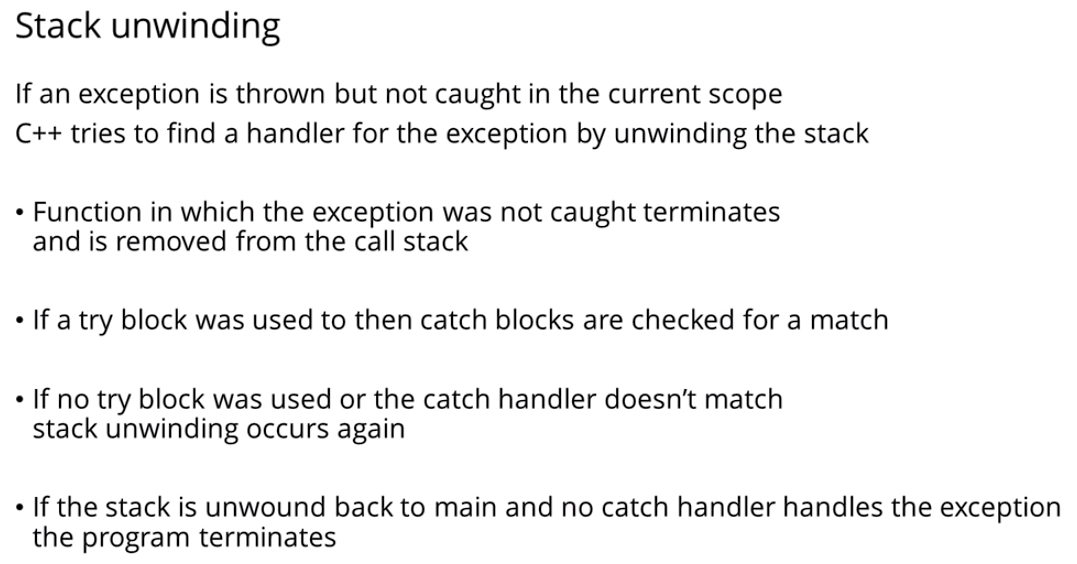 Stack unwinding
If an exception is thrown but not caught in the current scope
C++ tries to find a handler for the exception by unwinding the stack
• Function in which the exception was not caught terminates
and is removed from the call stack
• If a try block was used to then catch blocks are checked for a match
• If no try block was used or the catch handler doesn’t match
stack unwinding occurs again
• If the stack is unwound back to main and no catch handler handles the exception
the program terminates